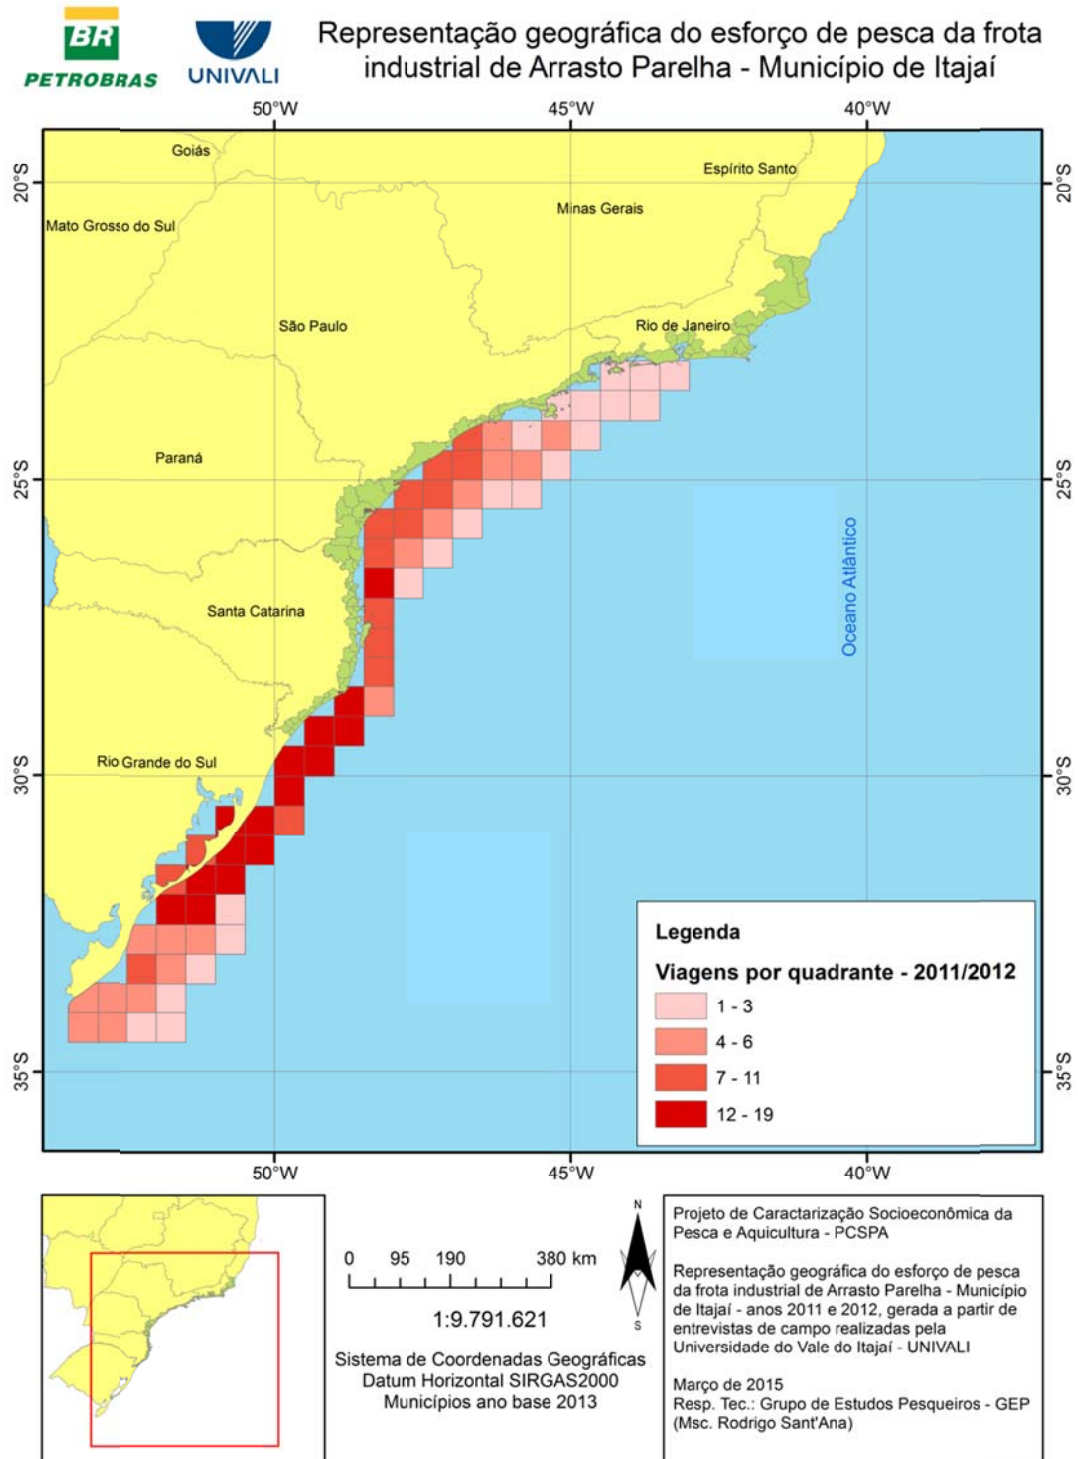 BR
PETROBRAS
UNIVALI
Representação geográfica do esforço de pesca da frota
industrial de Arrasto Parelha - Município de Itajaí
50°W 45°W 40°W
Goiás
Espírito Santo
20°S 20°S
Minas Gerais
Mato Grosso do Sul
São Paulo
Rio de Janeiro
Paraná
25°S 25°S
Oceano Atlântico
Santa Catarina
Rio Grande do Sul
30°S 30°S
Legenda
Viagens por quadrante - 2011/2012
1 - 3
4 - 6
7 - 11
12 - 19
35°S 35°S
50°W 45°W 40°W
0 95 190 380 km
1:9.791.621
Sistema de Coordenadas Geográficas
Datum Horizontal SIRGAS2000
Municípios ano base 2013
N
S
Projeto de Caractarização Socioeconômica da
Pesca e Aquicultura - PCSPA
Representação geográfica do esforço de pesca
da frota industrial de Arrasto Parelha - Município
de Itajaí - anos 2011 e 2012, gerada a partir de
entrevistas de campo realizadas pela
Universidade do Vale do Itajaí - UNIVALI
Março de 2015
Resp. Tec.: Grupo de Estudos Pesqueiros - GEP
(Msc. Rodrigo Sant'Ana)